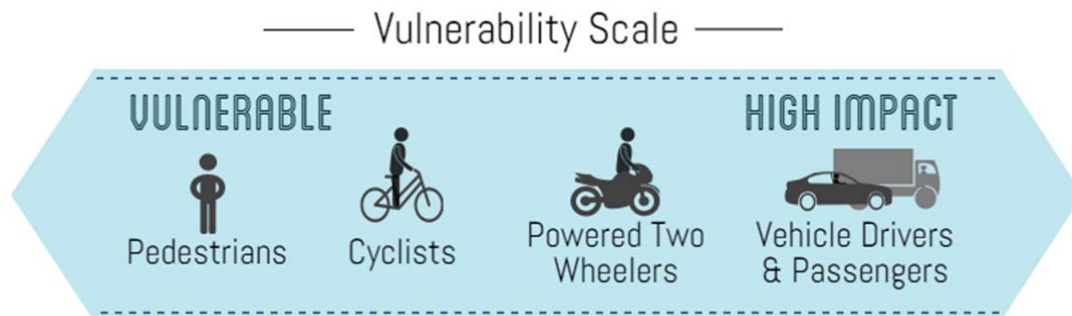 Vulnerability Scale
VULNERABLE
HIGH IMPACT
Pedestrians
Cyclists
Powered Two
Wheelers
Vehicle Drivers
& Passengers